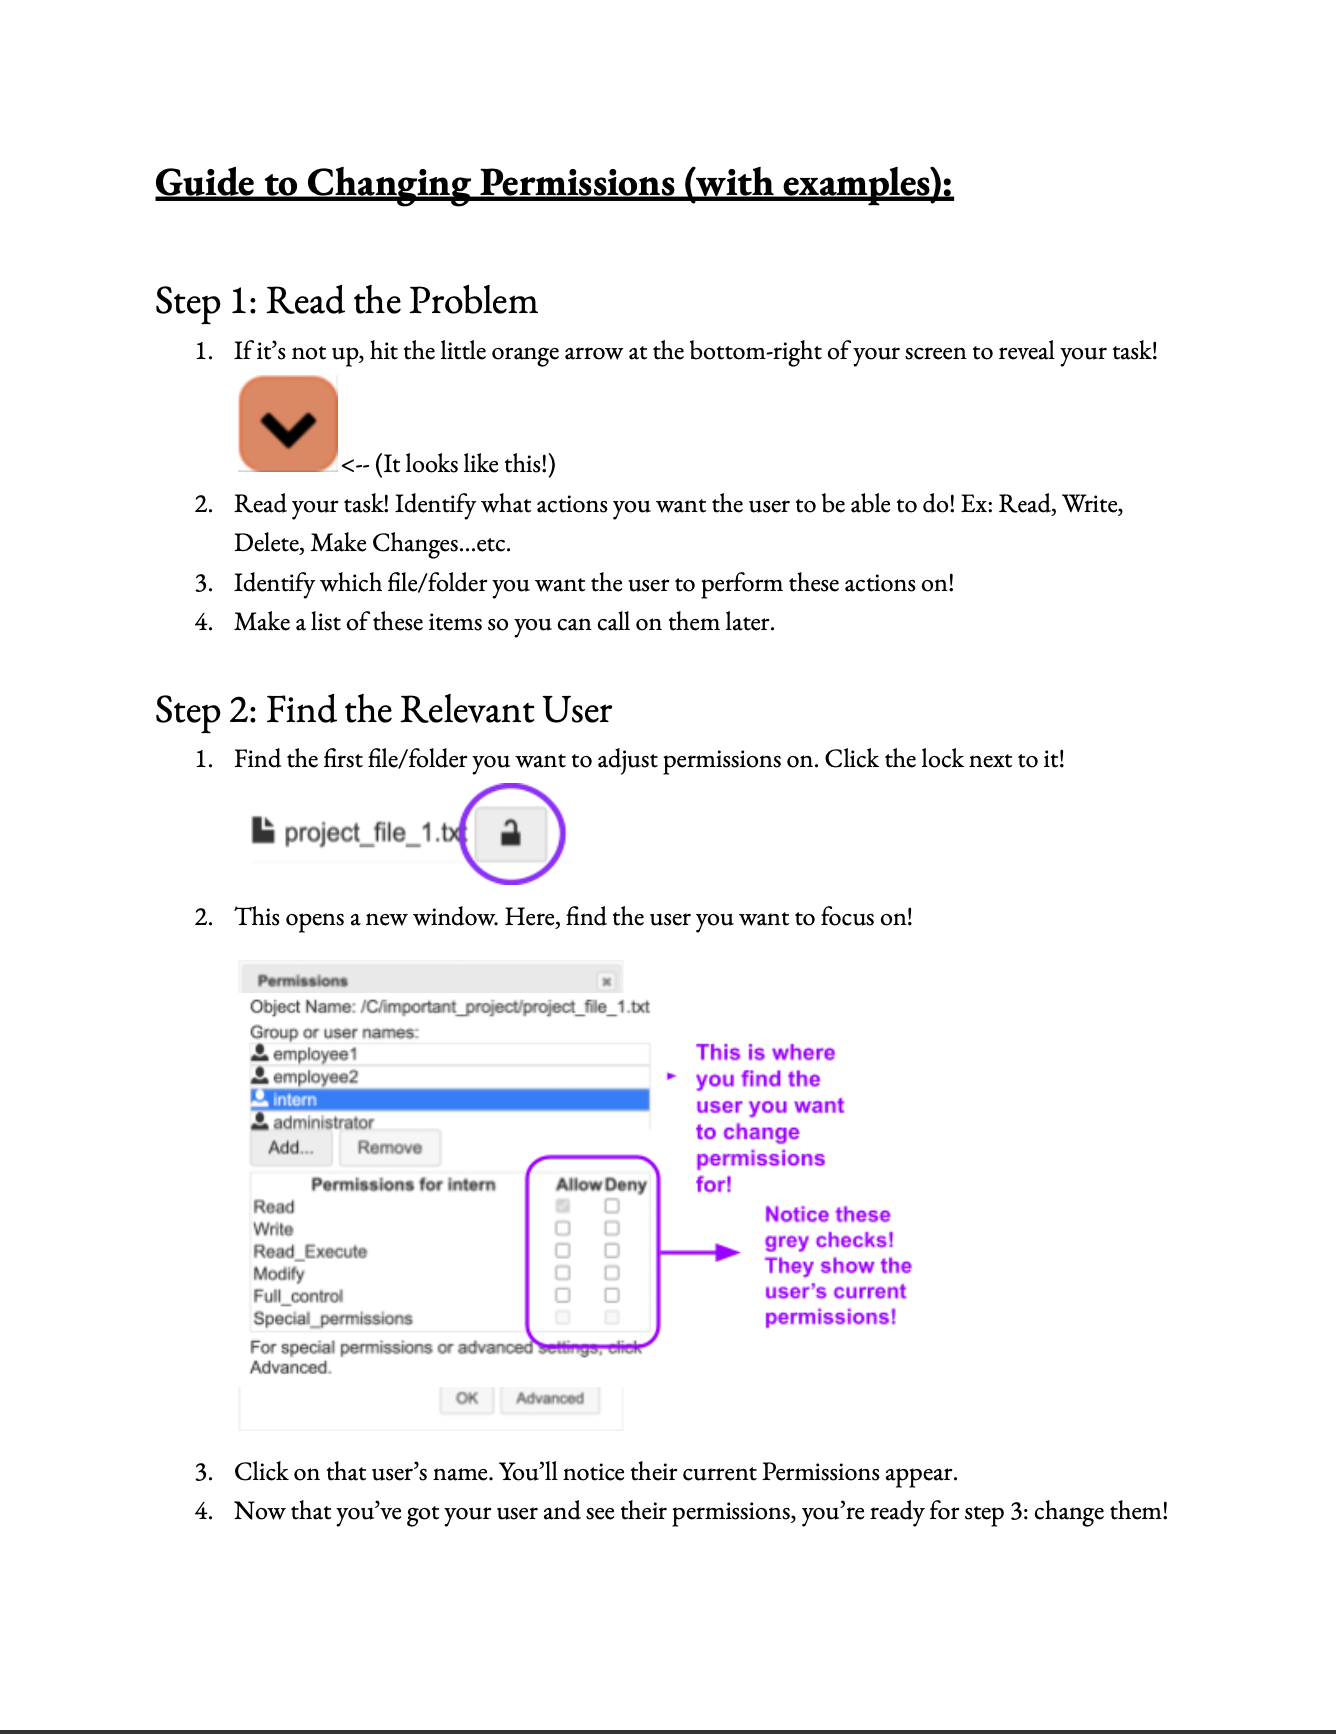 Guide to Changing Permissions (with examples):
Step 1: Read the Problem
1. If it’s not up, hit the little orange arrow at the bottom-right of your screen to reveal your task!
<-- (It looks like this!)
2. Read your task! Identify what actions you want the user to be able to do! Ex: Read, Write,
Delete, Make Changes...etc.
3. Identify which file/folder you want the user to perform these actions on!
4. Make a list of these items so you can call on them later.
Step 2: Find the Relevant User
1. Find the first file/folder you want to adjust permissions on. Click the lock next to it!
project_file_1.txt
2. This opens a new window. Here, find the user you want to focus on!
Permissions
Object Name: /C/important_project/project_file_1.txt
Group or user names:
employee1
employee2
intern
administrator
Add... Remove
Permissions for intern Allow Deny
Read
Write
Read_Execute
Modify
Full_control
Special_permissions
For special permissions or advanced settings, click
Advanced.
OK Advanced
This is where
you find the
user you want
to change
permissions
for!
Notice these
grey checks!
They show the
user’s current
permissions!
3. Click on that user’s name. You’ll notice their current Permissions appear.
4. Now that you’ve got your user and see their permissions, you’re ready for step 3: change them!